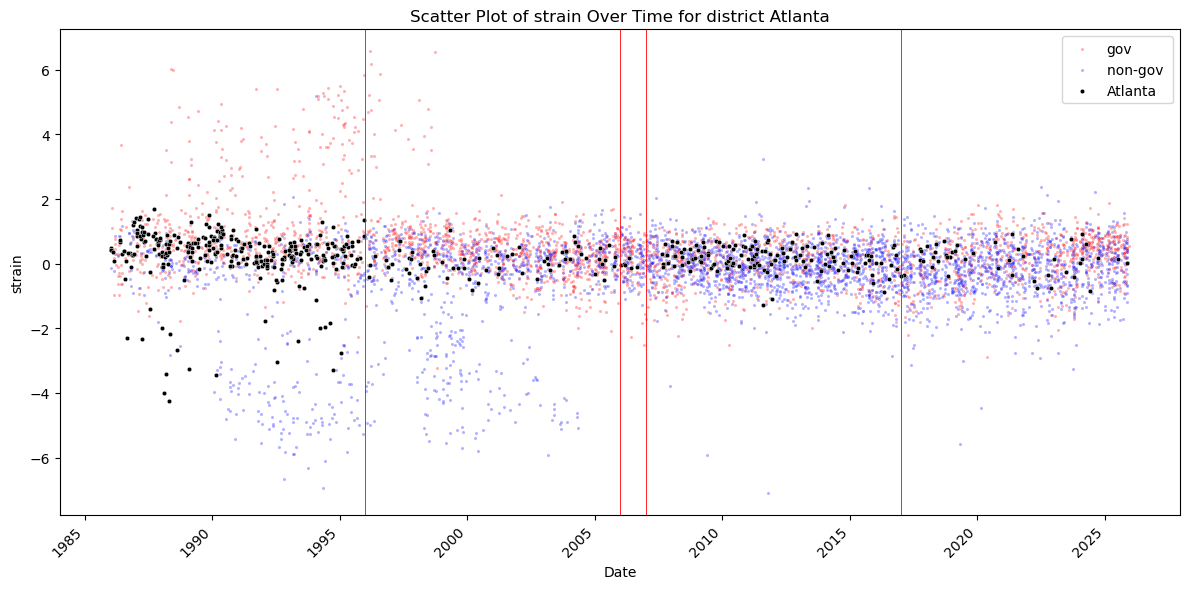 Scatter Plot of strain Over Time for district Atlanta
gov
non-gov
Atlanta
strain
6
4
2
0
−2
−4
−6
1985
1990
1995
2000
2005
2010
2015
2020
2025
Date